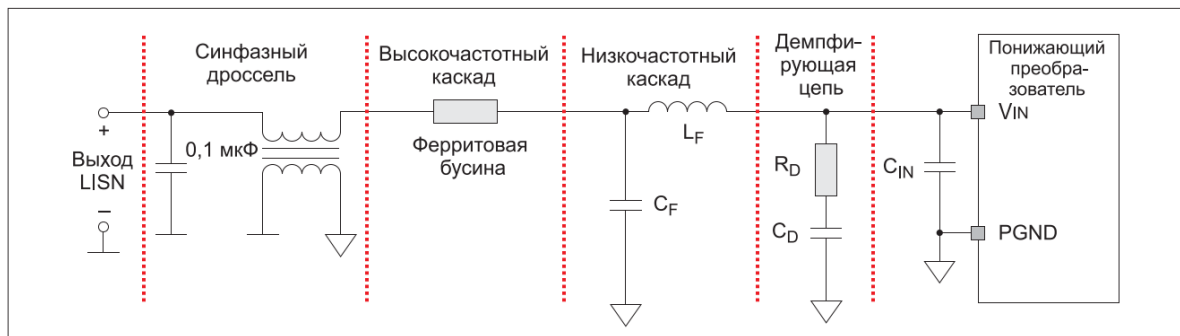 Синфазный
дроссель
Высокочастотный
каскад
Низкочастотный
каскад
Демпфи-
рующая
цепь
Понижающий
преобра-
зователь
+
Выход
LISN
–
0,1 мкФ
Ферритовая
бусина
LF
CF
RD
CD
CIN
VIN
PGND